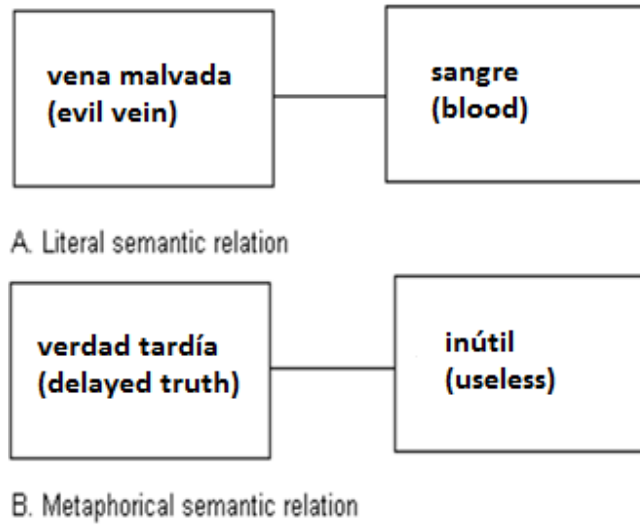 vena malvada
(evil vein)
sangre
(blood)
A. Literal semantic relation
verdad tardía
(delayed truth)
inútil
(useless)
B. Metaphorical semantic relation